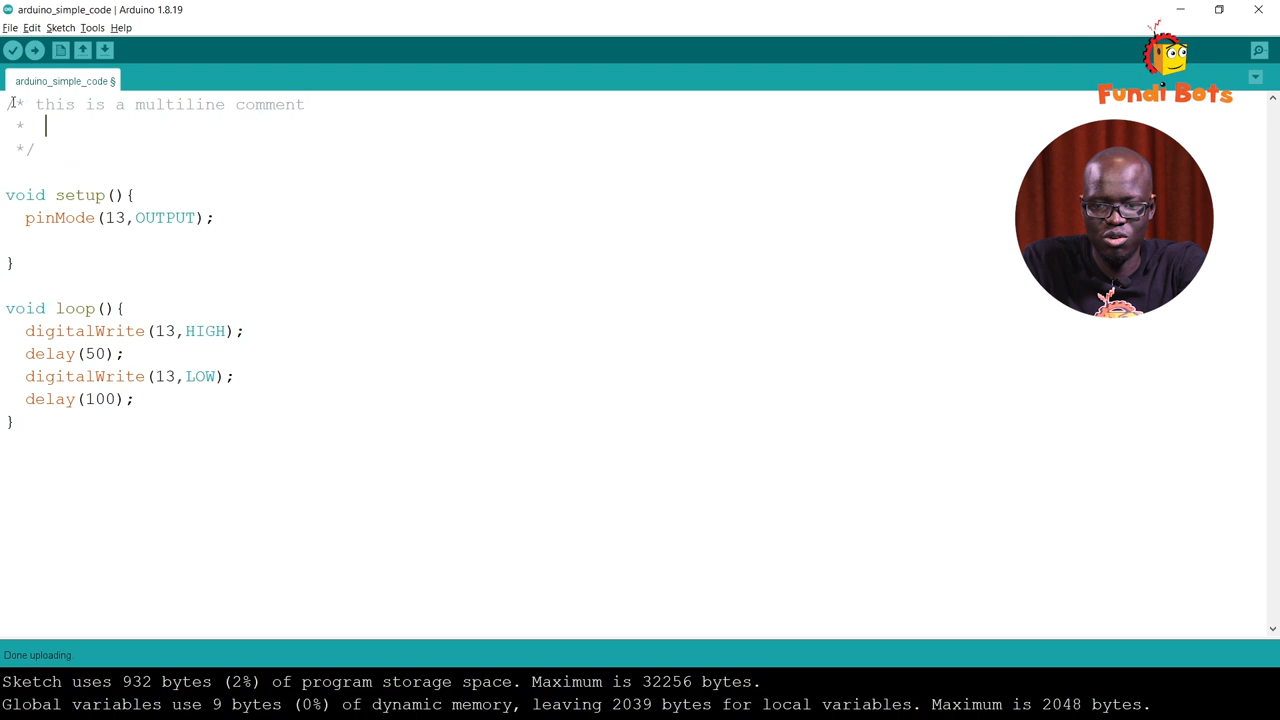 arduino_simple_code | Arduino 1.8.19
File Edit Sketch Tools Help
arduino_simple_code §
Fundi Bots
/* this is a multiline comment
*
*/
void setup(){
pinMode(13,OUTPUT);
}
void loop(){
digitalWrite(13,HIGH);
delay(50);
digitalWrite(13,LOW);
delay(100);
}
Done uploading.
Sketch uses 932 bytes (2%) of program storage space. Maximum is 32256 bytes.
Global variables use 9 bytes (0%) of dynamic memory, leaving 2039 bytes for local variables. Maximum is 2048 bytes.